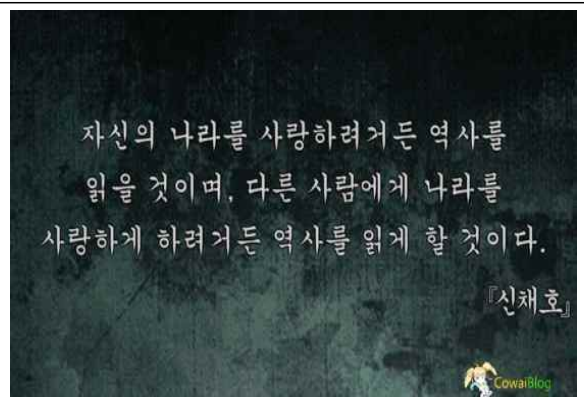 자신의 나라를 사랑하려거든 역사를
읽을 것이며, 다른 사람에게 나라를
사랑하게 하려거든 역사를 읽게 할 것이다.
『신채호』
CowaiBlog